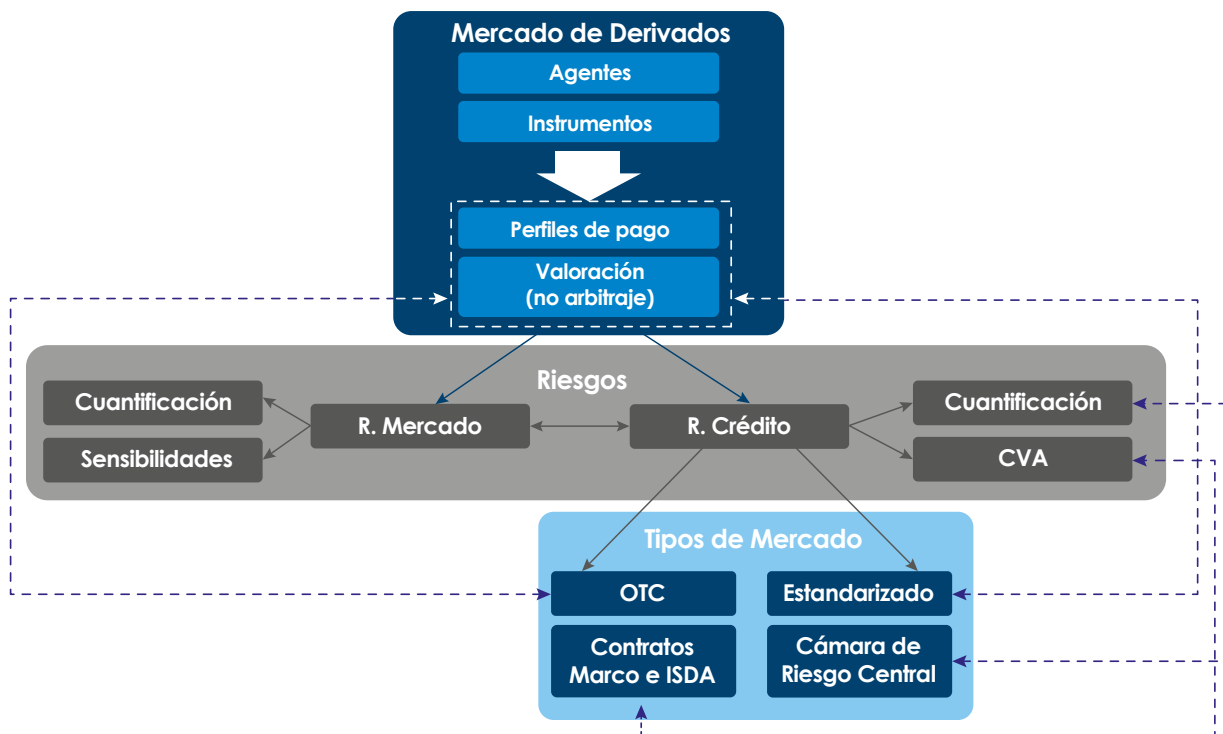 Mercado de Derivados
Agentes
Instrumentos
Perfiles de pago
Valoración
(no arbitraje)
Riesgos
Cuantificación
Sensibilidades
R. Mercado
R. Crédito
Cuantificación
CVA
Tipos de Mercado
OTC
Estandarizado
Contratos
Marco e ISDA
Cámara de
Riesgo Central